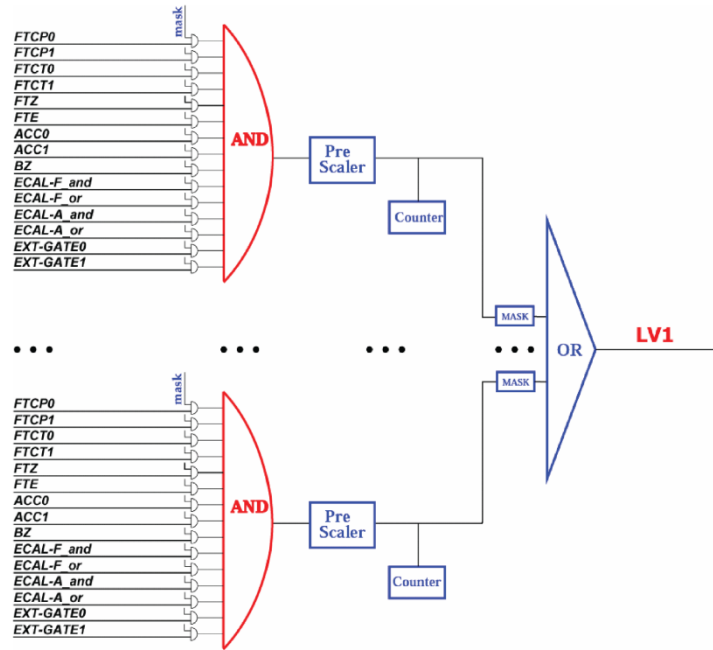 mask
FTCP0
FTCP1
FTCT0
FTCT1
FTZ
FTE
ACC0
ACC1
BZ
ECAL-F_and
ECAL-F_or
ECAL-A_and
ECAL-A_or
EXT-GATE0
EXT-GATE1
AND
Pre
Scaler
Counter
MASK
MASK
OR
LV1
mask
FTCP0
FTCP1
FTCT0
FTCT1
FTZ
FTE
ACC0
ACC1
BZ
ECAL-F_and
ECAL-F_or
ECAL-A_and
ECAL-A_or
EXT-GATE0
EXT-GATE1
AND
Pre
Scaler
Counter